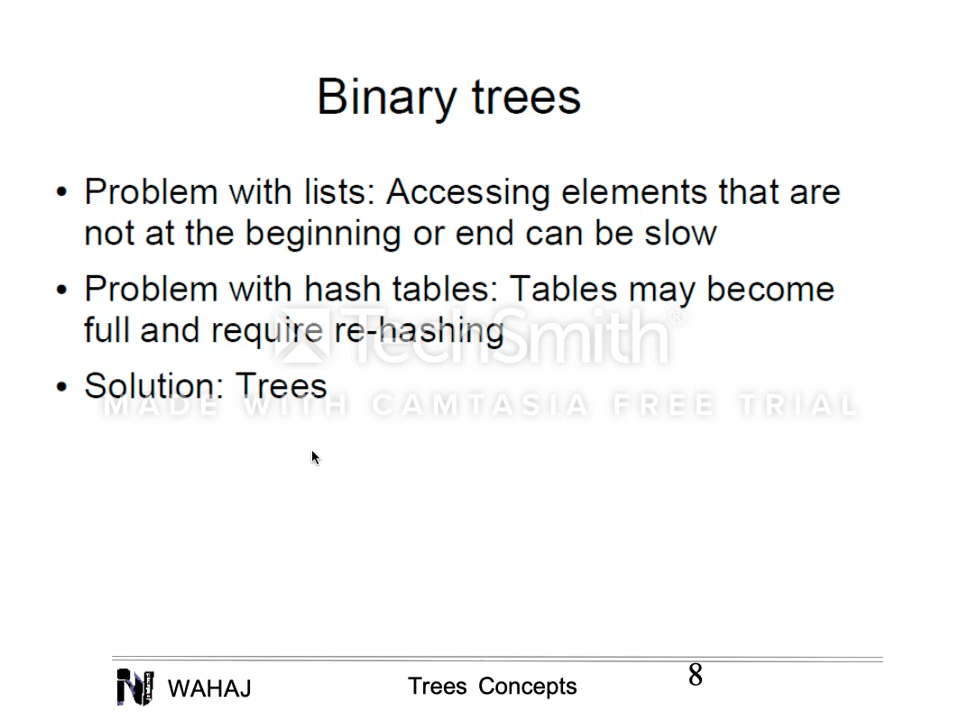 Binary trees
• Problem with lists: Accessing elements that are
not at the beginning or end can be slow
• Problem with hash tables: Tables may become
full and require re-hashing
TechSmith®
• Solution: Trees
MADE WITH CAMTASIA FREE TRIAL
WAHAJ
Trees Concepts
8